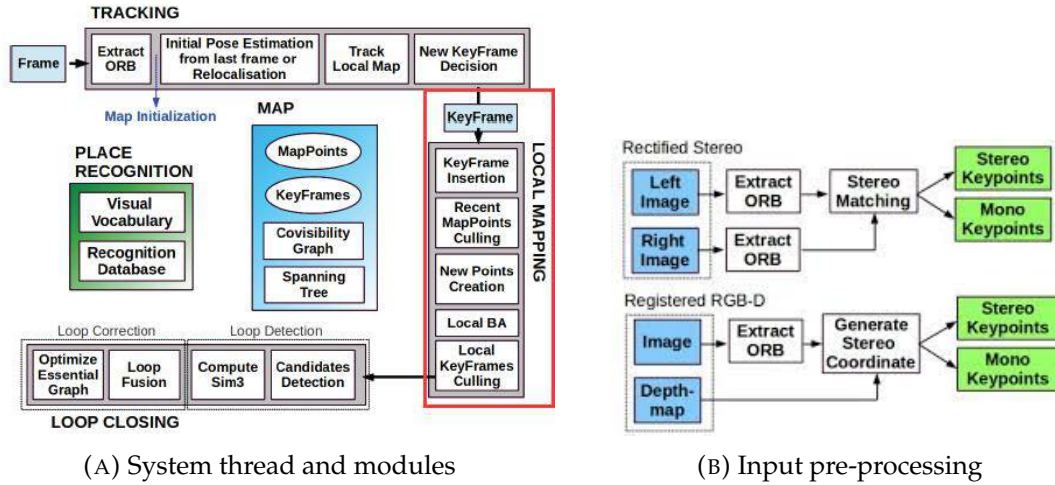 TRACKING
Frame
Extract
ORB
Initial Pose Estimation
from last frame or
Relocalisation
Track
Local Map
New KeyFrame
Decision
Map Initialization
MAP
MapPoints
KeyFrames
Covisibility
Graph
Spanning
Tree
PLACE
RECOGNITION
Visual
Vocabulary
Recognition
Database
KeyFrame
LOCAL MAPPING
KeyFrame
Insertion
Recent
MapPoints
Culling
New Points
Creation
Local BA
Local
KeyFrames
Culling
Loop Correction
Loop Detection
Optimize
Essential
Graph
Loop
Fusion
Compute
Sim3
Candidates
Detection
LOOP CLOSING
(A) System thread and modules
Rectified Stereo
Left
Image
Extract
ORB
Stereo
Matching
Stereo
Keypoints
Mono
Keypoints
Right
Image
Extract
ORB
Registered RGB-D
Image
Extract
ORB
Generate
Stereo
Coordinate
Stereo
Keypoints
Mono
Keypoints
Depth-
map
(B) Input pre-processing